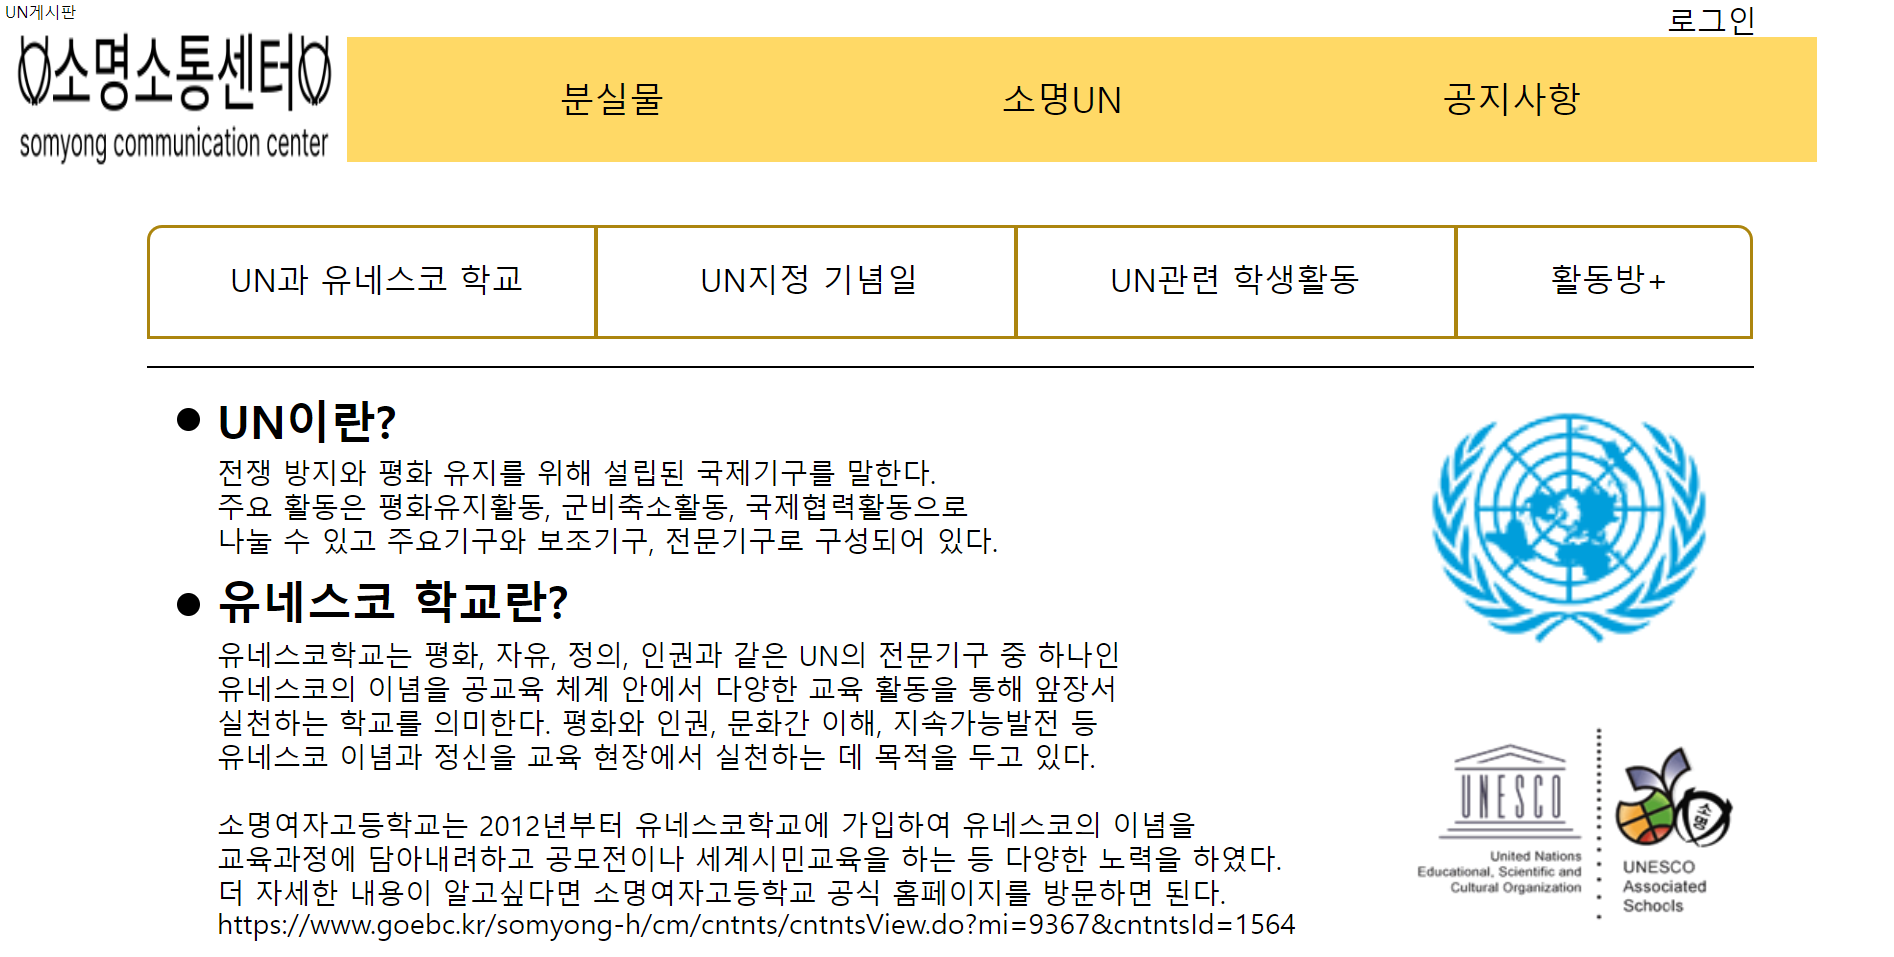 UN게시판
로그인
소명소통센터
somyong communication center
분실물
소명UN
공지사항
UN과 유네스코 학교
UN지정 기념일
UN관련 학생활동
활동방+
UN이란?
전쟁 방지와 평화 유지를 위해 설립된 국제기구를 말한다.
주요 활동은 평화유지활동, 군비축소활동, 국제협력활동으로
나눌 수 있고 주요기구와 보조기구, 전문기구로 구성되어 있다.
유네스코 학교란?
유네스코학교는 평화, 자유, 정의, 인권과 같은 UN의 전문기구 중 하나인
유네스코의 이념을 공교육 체계 안에서 다양한 교육 활동을 통해 앞장서
실천하는 학교를 의미한다. 평화와 인권, 문화간 이해, 지속가능발전 등
유네스코 이념과 정신을 교육 현장에서 실천하는 데 목적을 두고 있다.
소명여자고등학교는 2012년부터 유네스코학교에 가입하여 유네스코의 이념을
교육과정에 담아내려하고 공모전이나 세계시민교육을 하는 등 다양한 노력을 하였다.
더 자세한 내용이 알고싶다면 소명여자고등학교 공식 홈페이지를 방문하면 된다.
https://www.goebc.kr/somyong-h/cm/cntnts/cntntsView.do?mi=9367&cntntsId=1564
UNESCO
United Nations
Educational, Scientific and
Cultural Organization
소명
UNESCO
Associated
Schools